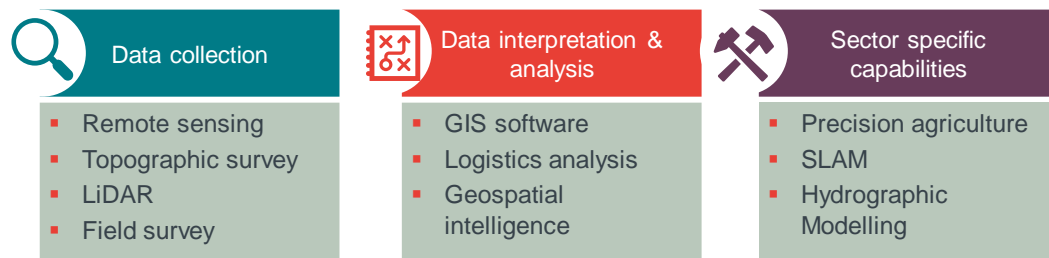 Data collection
▪ Remote sensing
▪ Topographic survey
▪ LiDAR
▪ Field survey
Data interpretation &
analysis
▪ GIS software
▪ Logistics analysis
▪ Geospatial
intelligence
Sector specific
capabilities
▪ Precision agriculture
▪ SLAM
▪ Hydrographic
Modelling